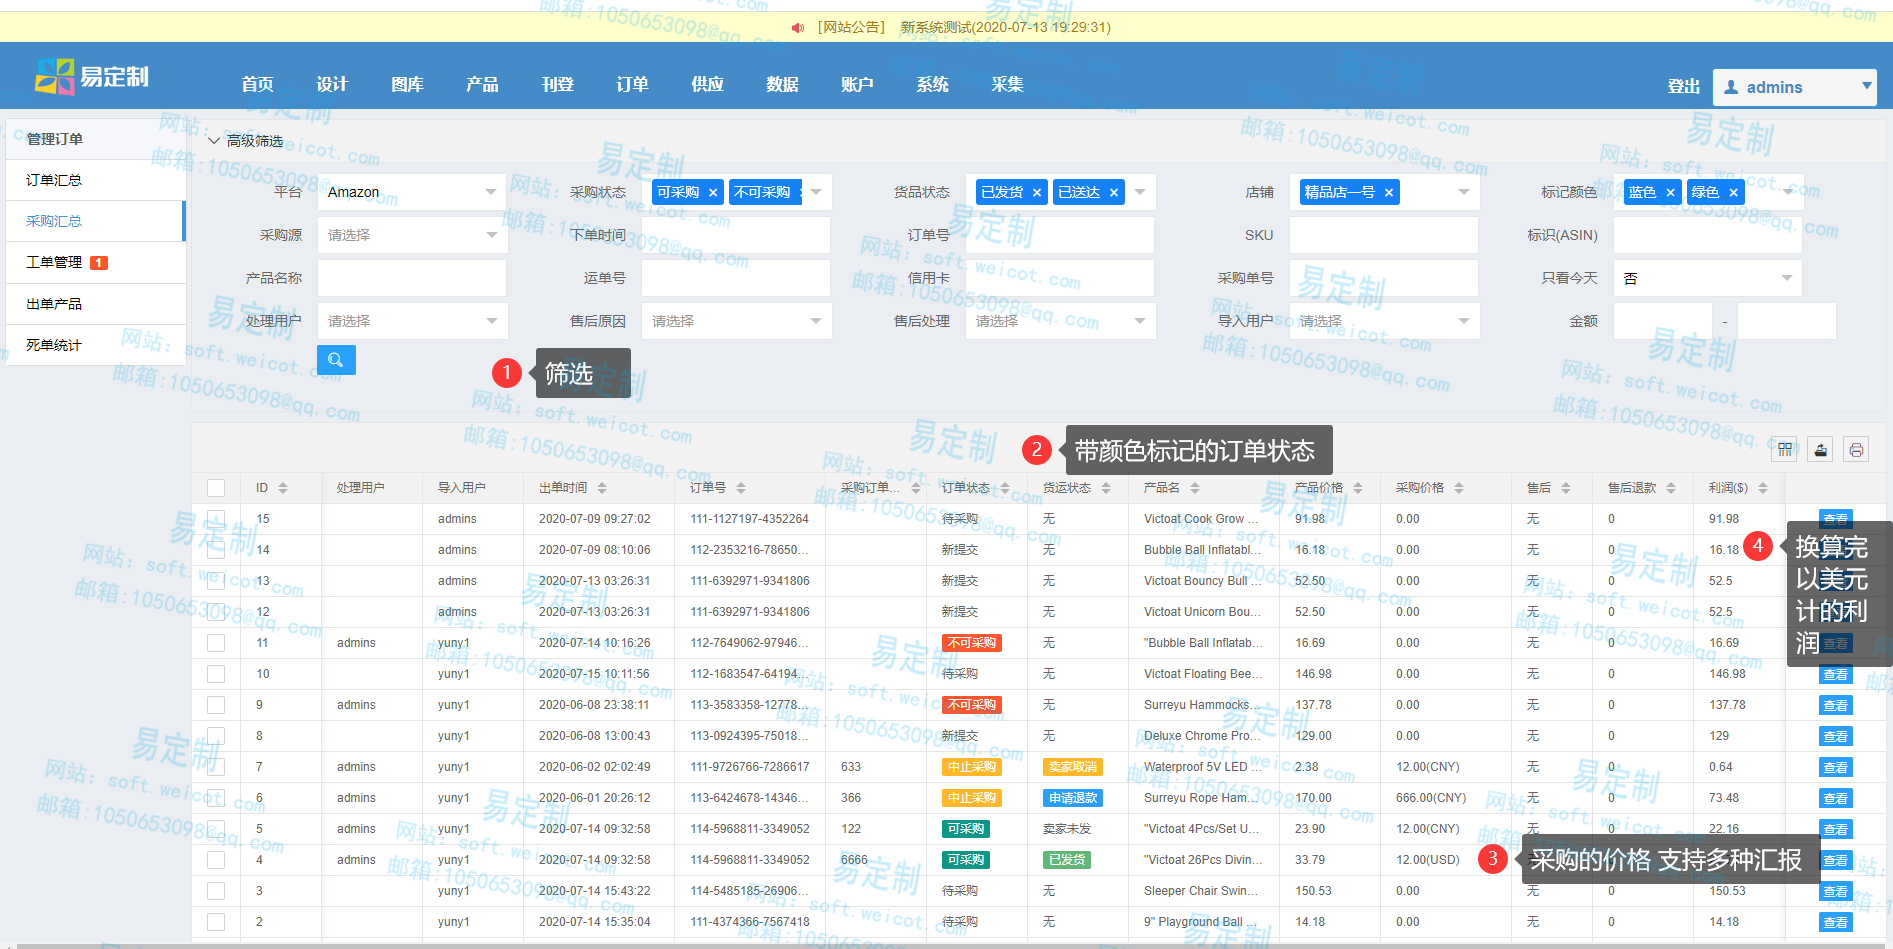 [网站公告] 新系统测试(2020-07-13 19:29:31)
易定制 首页 设计 图库 产品 刊登 订单 供应 数据 账户 系统 采集 登出 admins
管理订单
订单汇总
采购汇总
工单管理 1
出单产品
死单统计
高级筛选
平台 Amazon 采购状态 可采购 × 不可采购 货品状态 已发货 × 已送达 × 店铺 精品店一号 × 标记颜色 蓝色 × 绿色 ×
采购源 请选择 下单时间 订单号 SKU 标识(ASIN)
产品名称 运单号 信用卡 采购单号 只看今天 否
处理用户 请选择 售后原因 请选择 售后处理 请选择 导入用户 请选择 金额 -
1 筛选
2 带颜色标记的订单状态
ID 处理用户 导入用户 出单时间 订单号 采购订单... 订单状态 货运状态 产品名 产品价格 采购价格 售后 售后退款 利润($)
15 admins 2020-07-09 09:27:02 111-1127197-4352264 待采购 无 Victoat Cook Grow ... 91.98 0.00 无 0 91.98 查看
14 admins 2020-07-09 08:10:06 112-2353216-78650... 新提交 无 Bubble Ball Inflatabl... 16.18 0.00 无 0 16.18
13 admins 2020-07-13 03:26:31 111-6392971-9341806 新提交 无 Victoat Bouncy Bull ... 52.50 0.00 无 0 52.5
12 admins 2020-07-13 03:26:31 111-6392971-9341806 新提交 无 Victoat Unicorn Bou... 52.50 0.00 无 0 52.5
11 admins yuny1 2020-07-14 10:16:26 112-7649062-97946... 不可采购 无 "Bubble Ball Inflatab... 16.69 0.00 无 0 16.69 查看
4 换算完
以美元
计的利
润
10 yuny1 2020-07-15 10:11:56 112-1683547-64194... 待采购 无 Victoat Floating Bee... 146.98 0.00 无 0 146.98 查看
9 admins yuny1 2020-06-08 23:38:11 113-3583358-12778... 不可采购 无 Surreyu Hammocks... 137.78 0.00 无 0 137.78 查看
8 yuny1 2020-06-08 13:00:43 113-0924395-75018... 新提交 无 Deluxe Chrome Pro... 129.00 0.00 无 0 129 查看
7 admins yuny1 2020-06-02 02:02:49 111-9726766-7286617 633 中止采购 卖家取消 Waterproof 5V LED ... 2.38 12.00(CNY) 无 0 0.64 查看
6 admins yuny1 2020-06-01 20:26:12 113-6424678-14346... 366 中止采购 申请退款 Surreyu Rope Ham... 170.00 666.00(CNY) 无 0 73.48 查看
5 admins yuny1 2020-07-14 09:32:58 114-5968811-3349052 122 可采购 卖家未发 "Victoat 4Pcs/Set U... 23.90 12.00(CNY) 无 0 22.16 查看
4 admins yuny1 2020-07-14 09:32:58 114-5968811-3349052 6666 可采购 已发货 "Victoat 26Pcs Divin... 33.79 12.00(USD) 查看
3 采购的价格 支持多种汇报
3 yuny1 2020-07-14 15:43:22 114-5485185-26906... 待采购 无 Sleeper Chair Swin... 150.53 0.00 无 0 150.53 查看
2 yuny1 2020-07-14 15:35:04 111-4374366-7567418 待采购 无 9" Playground Ball ... 14.18 0.00 无 0 14.18 查看
易定制
网站: soft.weicot.com
邮箱:1050653098@qq.com